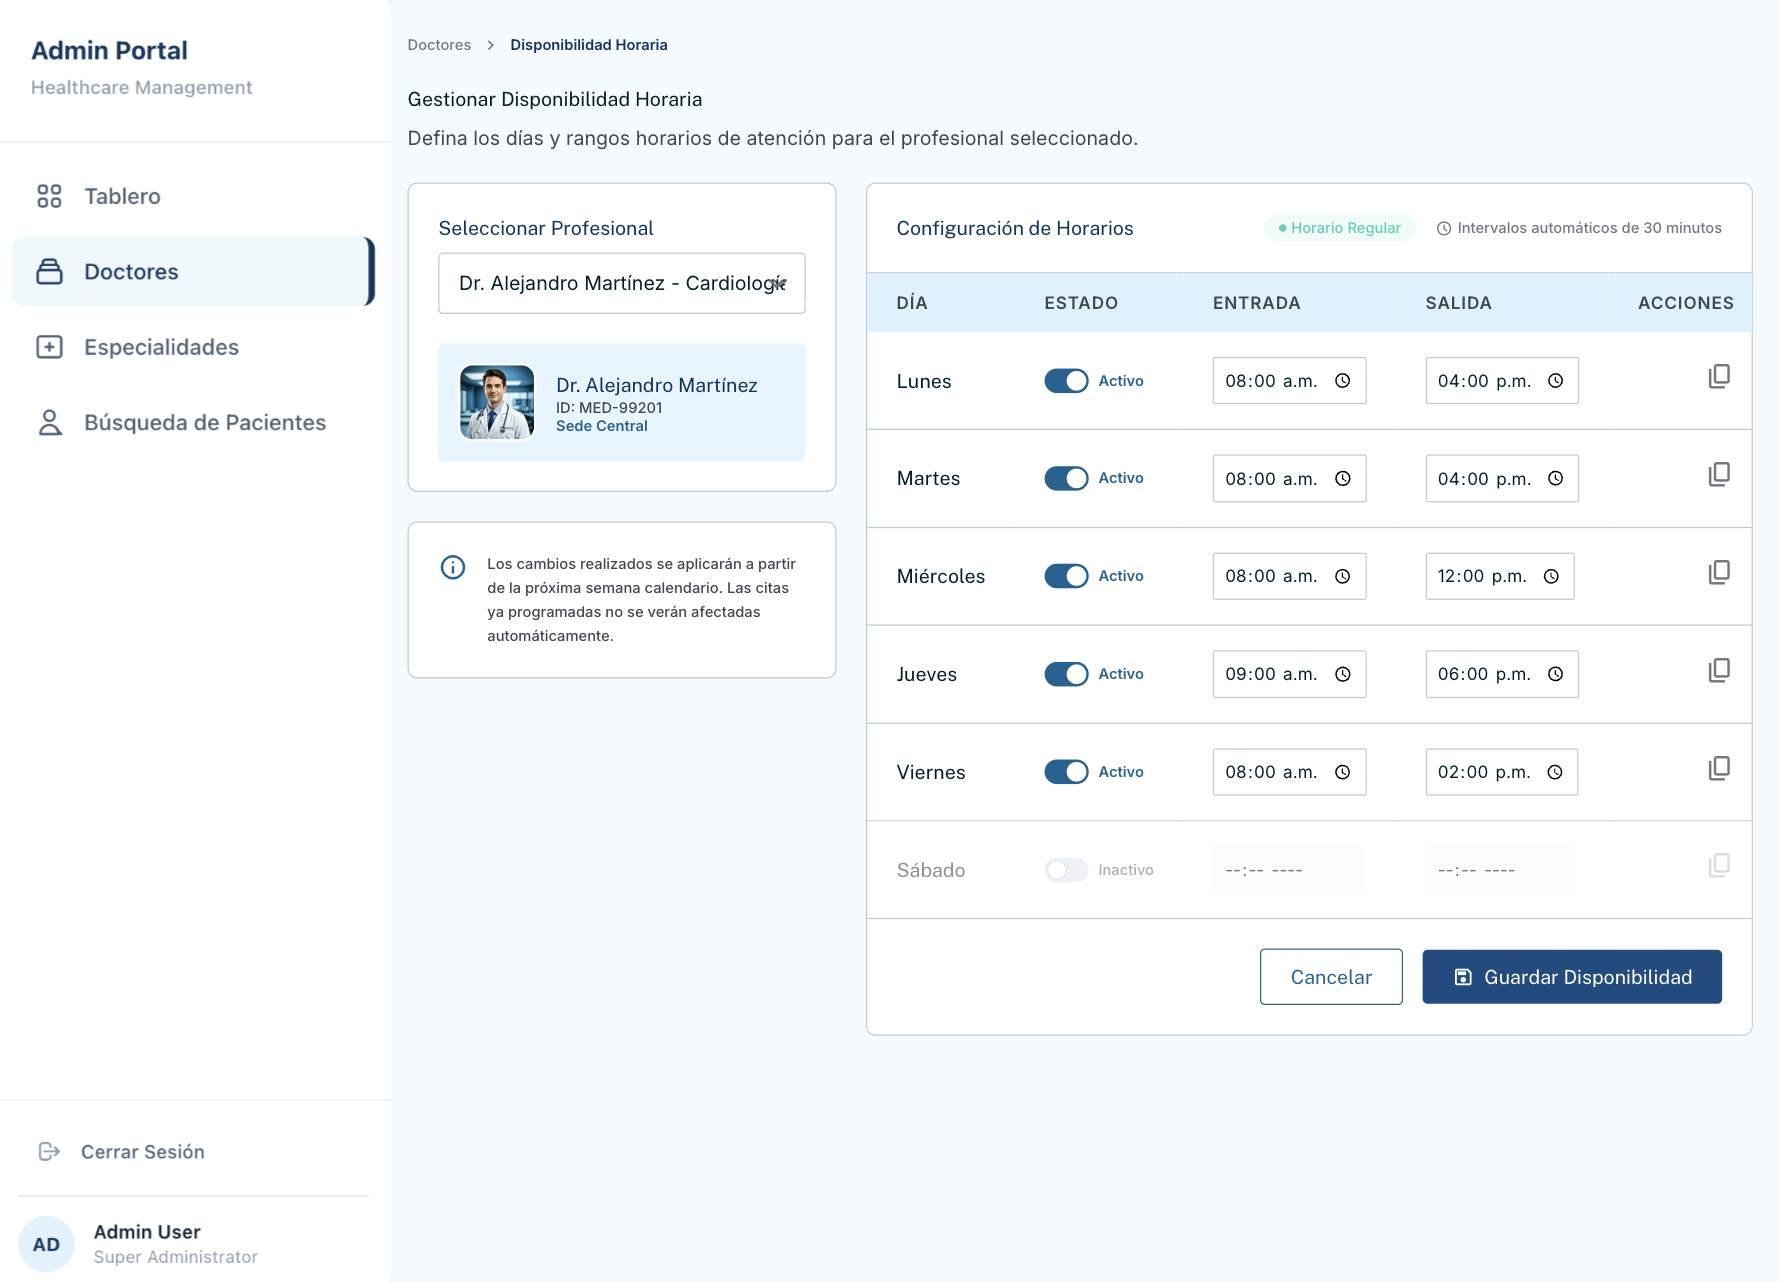 Admin Portal
Healthcare Management
Tablero
Doctores
Especialidades
Búsqueda de Pacientes
Cerrar Sesión
AD
Admin User
Super Administrator
Doctores > Disponibilidad Horaria
Gestionar Disponibilidad Horaria
Defina los días y rangos horarios de atención para el profesional seleccionado.
Seleccionar Profesional
Dr. Alejandro Martínez - Cardiología
Dr. Alejandro Martínez
ID: MED-99201
Sede Central
Los cambios realizados se aplicarán a partir
de la próxima semana calendario. Las citas
ya programadas no se verán afectadas
automáticamente.
Configuración de Horarios
Horario Regular
Intervalos automáticos de 30 minutos
DÍA ESTADO ENTRADA SALIDA ACCIONES
Lunes Activo 08:00 a.m. 04:00 p.m.
Martes Activo 08:00 a.m. 04:00 p.m.
Miércoles Activo 08:00 a.m. 12:00 p.m.
Jueves Activo 09:00 a.m. 06:00 p.m.
Viernes Activo 08:00 a.m. 02:00 p.m.
Sábado Inactivo --:-- ---- --:-- ----
Cancelar
Guardar Disponibilidad